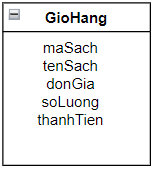 GioHang
maSach
tenSach
donGia
soLuong
thanhTien